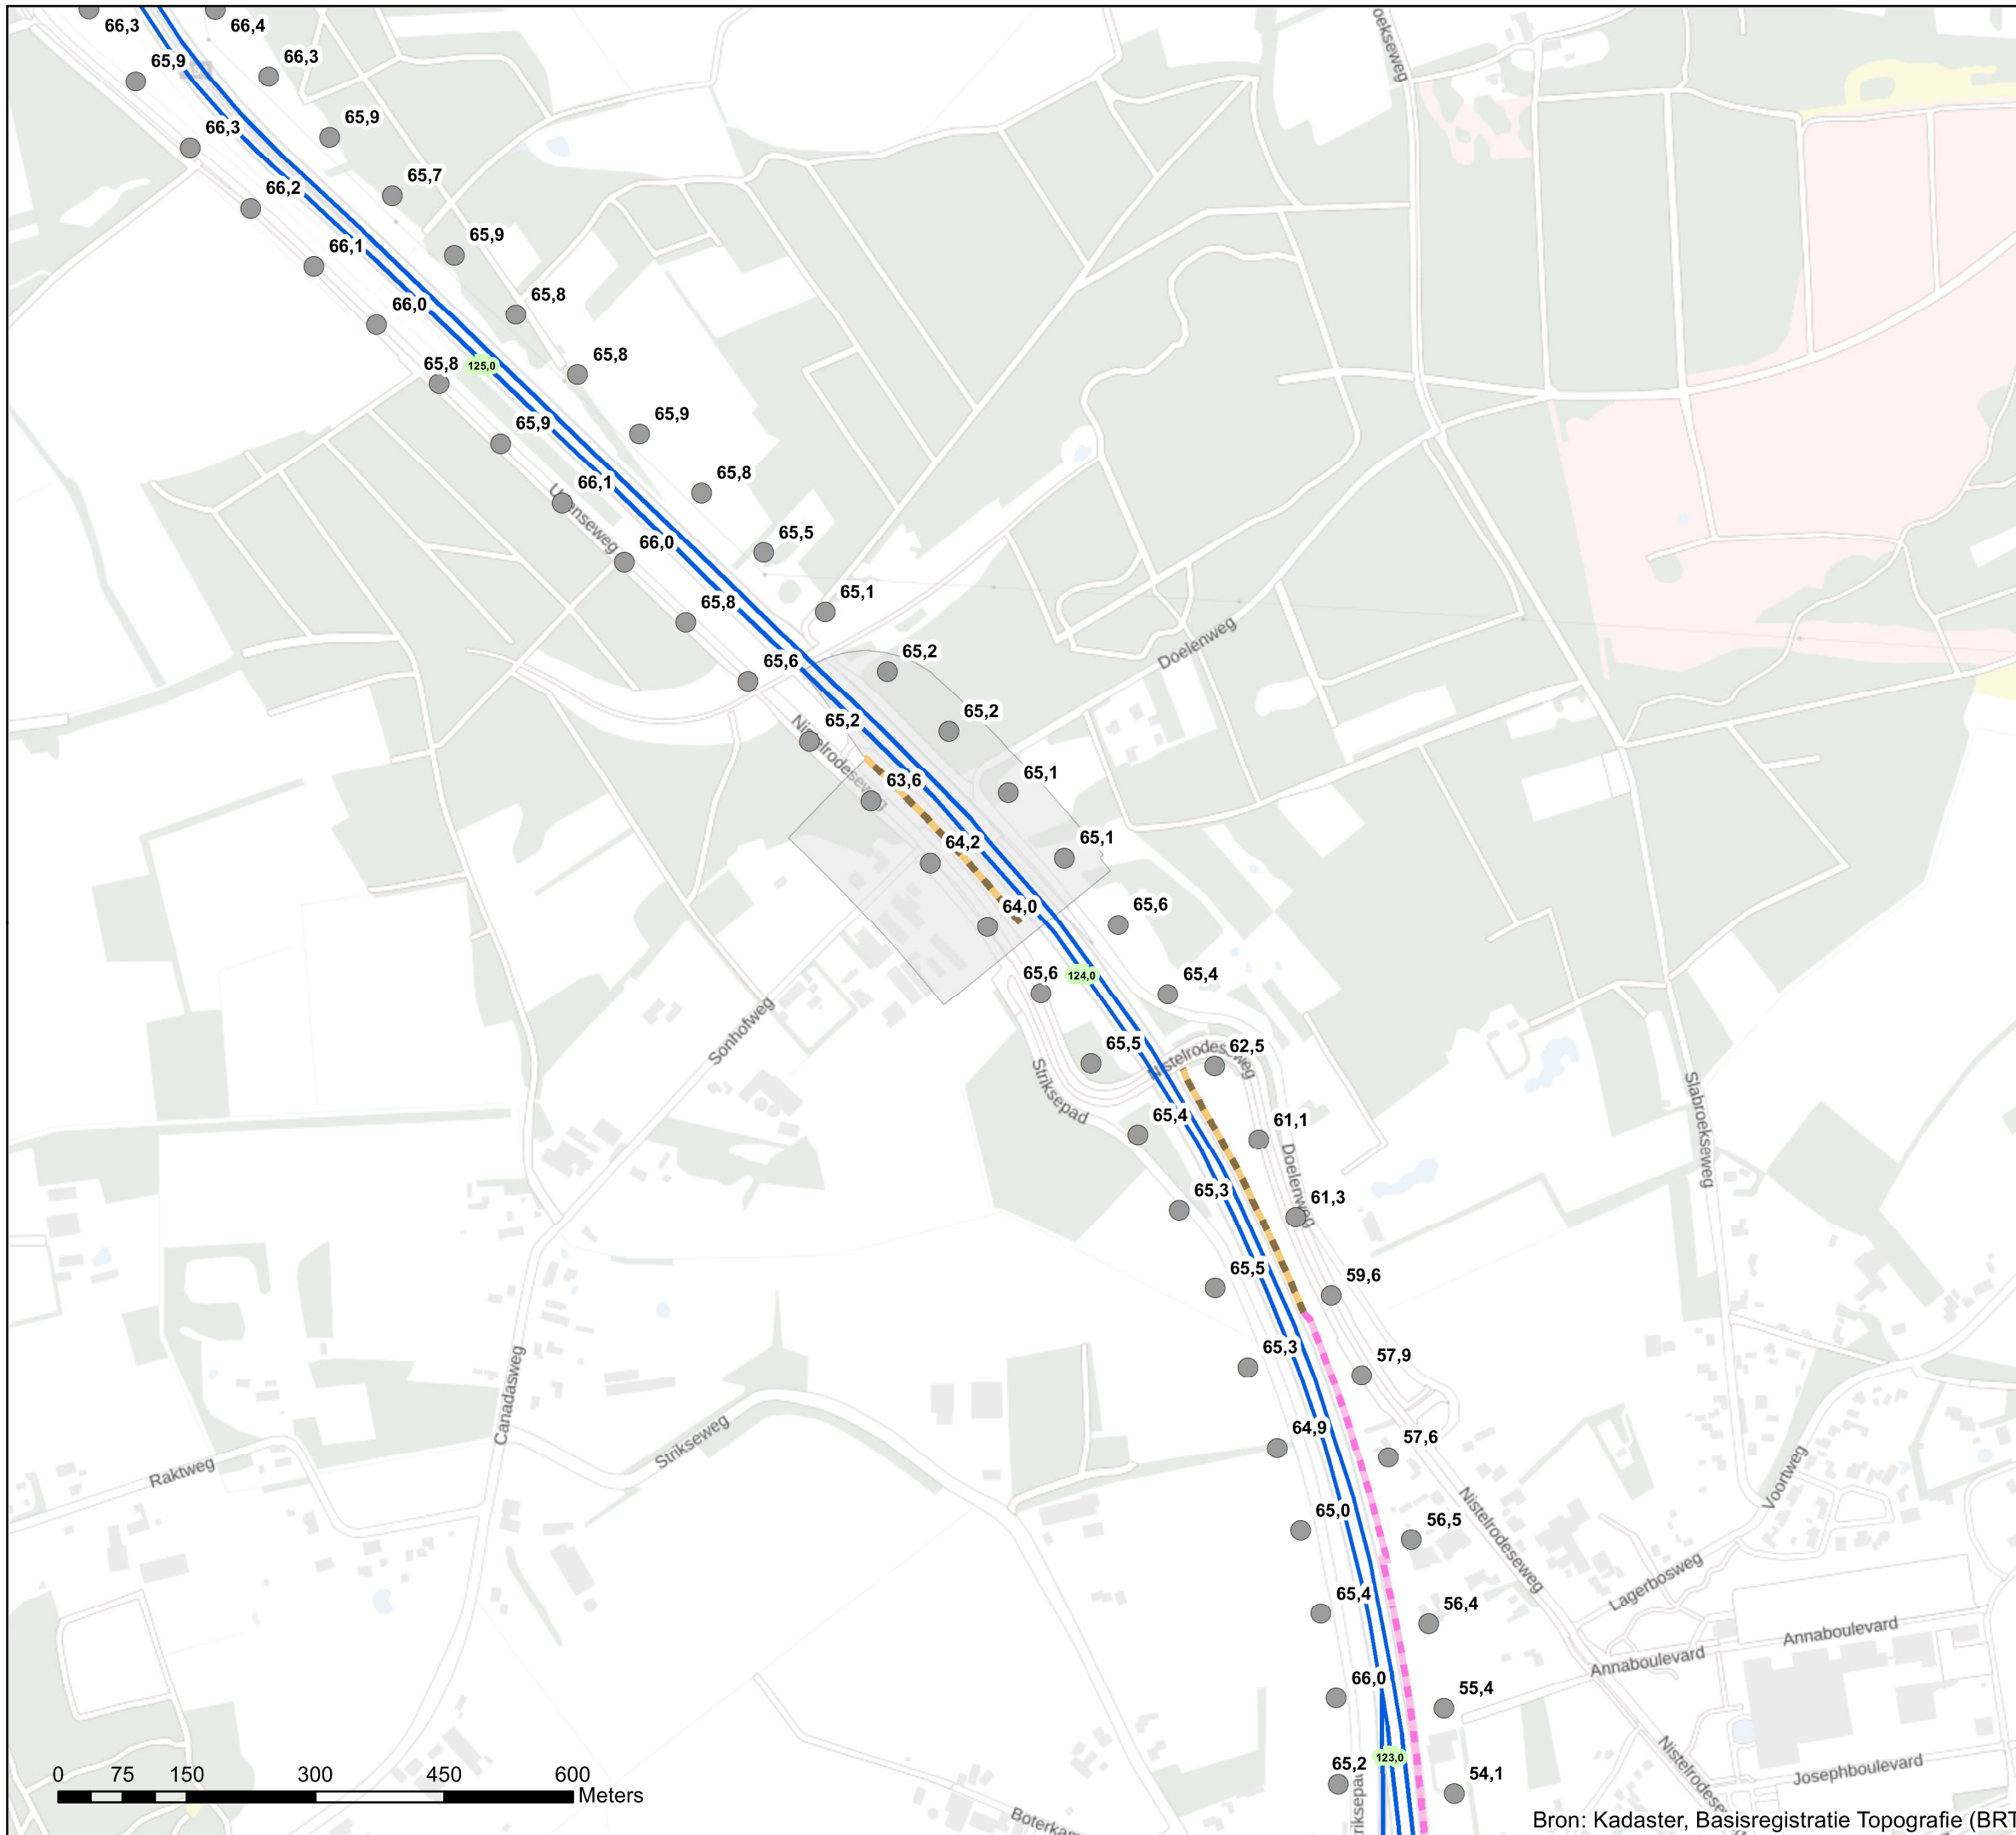 66,3
66,4
65,9
66,3
oekseweg
66,3
65,9
66,2
65,7
66,1
65,9
66,0
65,8
65,8
125,0
65,8
65,9
65,9
66,1
65,8
Udenseweg
66,0
65,5
65,8
65,1
Doelenweg
65,6
65,2
65,2
65,2
Nistelrodeseweg
63,6
65,1
64,2
65,1
64,0
65,6
65,6
124,0
65,4
Sonhofweg
65,5
Nistelrodeseweg
62,5
Striksepad
65,4
61,1
Slabroekseweg
Doelenweg
65,3
61,3
65,5
59,6
65,3
57,9
Canadasweg
64,9
57,6
Strikseweg
Raktweg
Voortweg
65,0
56,5
Nistelrodeseweg
Lagerbosweg
65,4
56,4
Annaboulevard
Annaboulevard
66,0
55,4
65,2
123,0
54,1
Nistelrodesew
Josephboulevard
riksepad
Boterkam
0 75 150 300 450 600
Meters
Bron: Kadaster, Basisregistratie Topografie (BRT